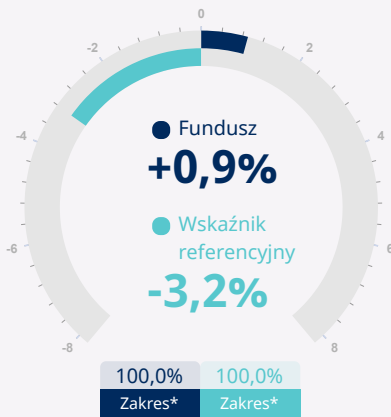 0
-2 2
-4 4
-6 6
-8 8
Fundusz
+0,9%
Wskaźnik
referencyjny
-3,2%
100,0% 100,0%
Zakres* Zakres*